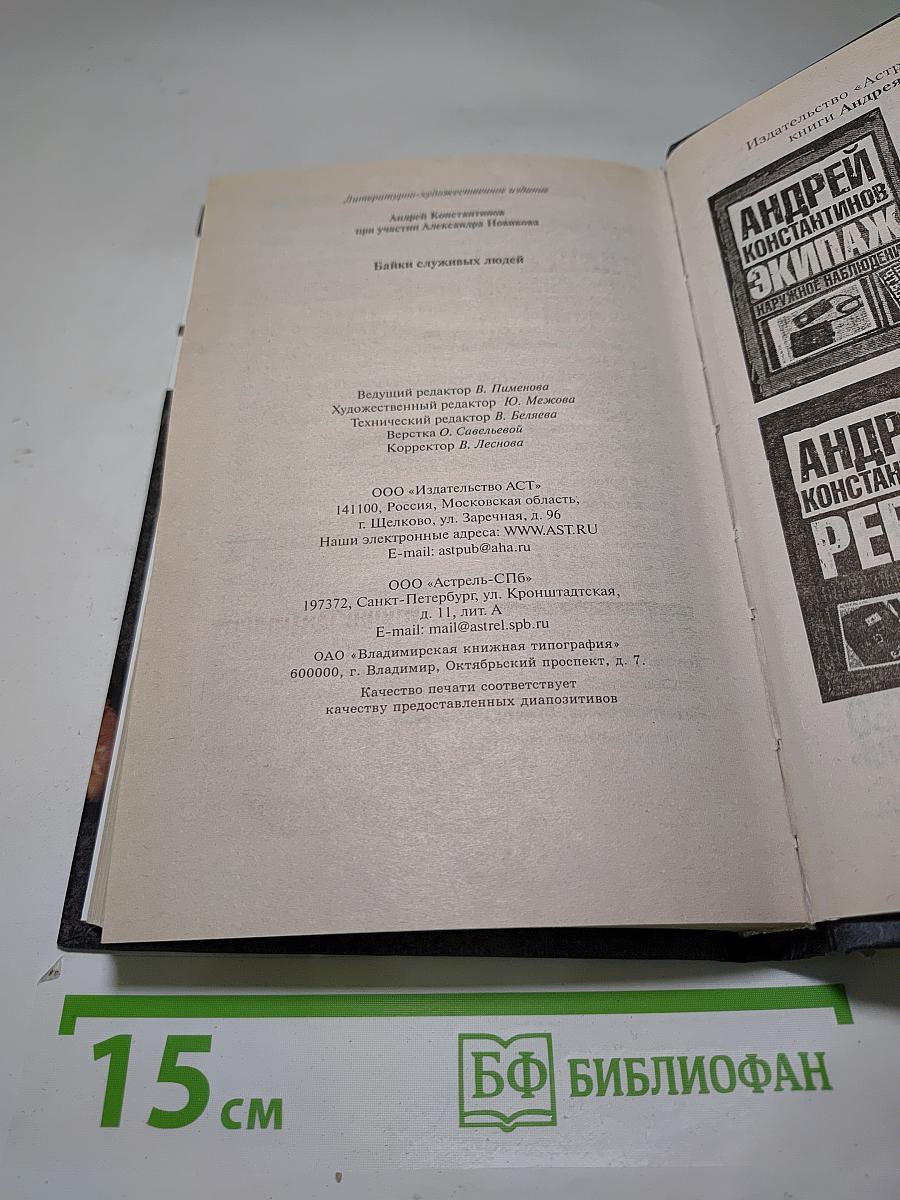 Литературно-художественное издание
Андрей Константинов
при участии Александра Новикова
Байки служивых людей
Ведущий редактор В. Пименова
Художественный редактор Ю. Межова
Технический редактор В. Беляева
Верстка О. Савельевой
Корректор В. Леснова
ООО «Издательство АСТ»
141100, Россия, Московская область,
г. Щелково, ул. Заречная, д. 96
Наши электронные адреса: WWW.AST.RU
E-mail: astpub@aha.ru
ООО «Астрель-СПб»
197372, Санкт-Петербург, ул. Кронштадтская,
д. 11, лит. А
E-mail: mail@astrel.spb.ru
ОАО «Владимирская книжная типография»
600000, г. Владимир, Октябрьский проспект, д. 7.
Качество печати соответствует
качеству предоставленных диапозитивов
Издательство «Астр
книги Андрея
АНДРЕЙ
КОНСТАНТИНОВ
ЭКИПАЖ
НАРУЖНОЕ НАБЛЮДЕНИЕ
АНДР
КОНСТАН
15 см
БФ БИБЛИОФАН